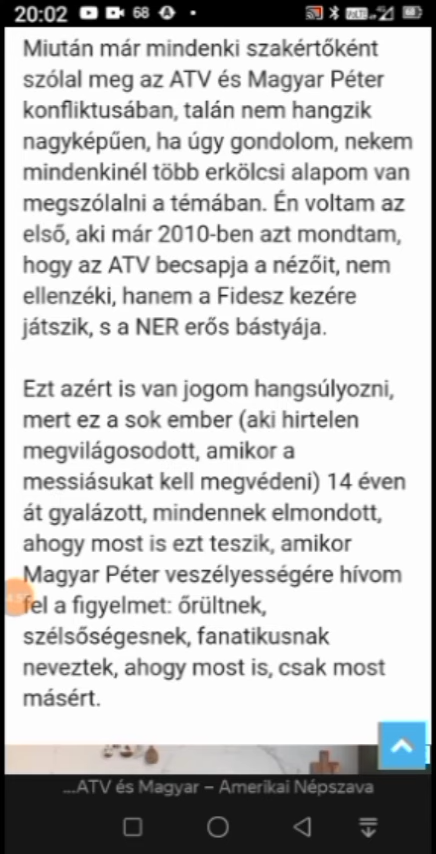 20:02 68
Miután már mindenki szakértőként
szólal meg az ATV és Magyar Péter
konfliktusában, talán nem hangzik
nagyképűen, ha úgy gondolom, nekem
mindenkinél több erkölcsi alapom van
megszólalni a témában. Én voltam az
első, aki már 2010-ben azt mondtam,
hogy az ATV becsapja a nézőit, nem
ellenzéki, hanem a Fidesz kezére
játszik, s a NER erős bástyája.
Ezt azért is van jogom hangsúlyozni,
mert ez a sok ember (aki hirtelen
megvilágosodott, amikor a
messiásukat kell megvédeni) 14 éven
át gyalázott, mindennek elmondott,
ahogy most is ezt teszik, amikor
Magyar Péter veszélyességére hívom
fel a figyelmet: őrültnek,
szélsőségesnek, fanatikusnak
neveztek, ahogy most is, csak most
másért.
...ATV és Magyar – Amerikai Népszava